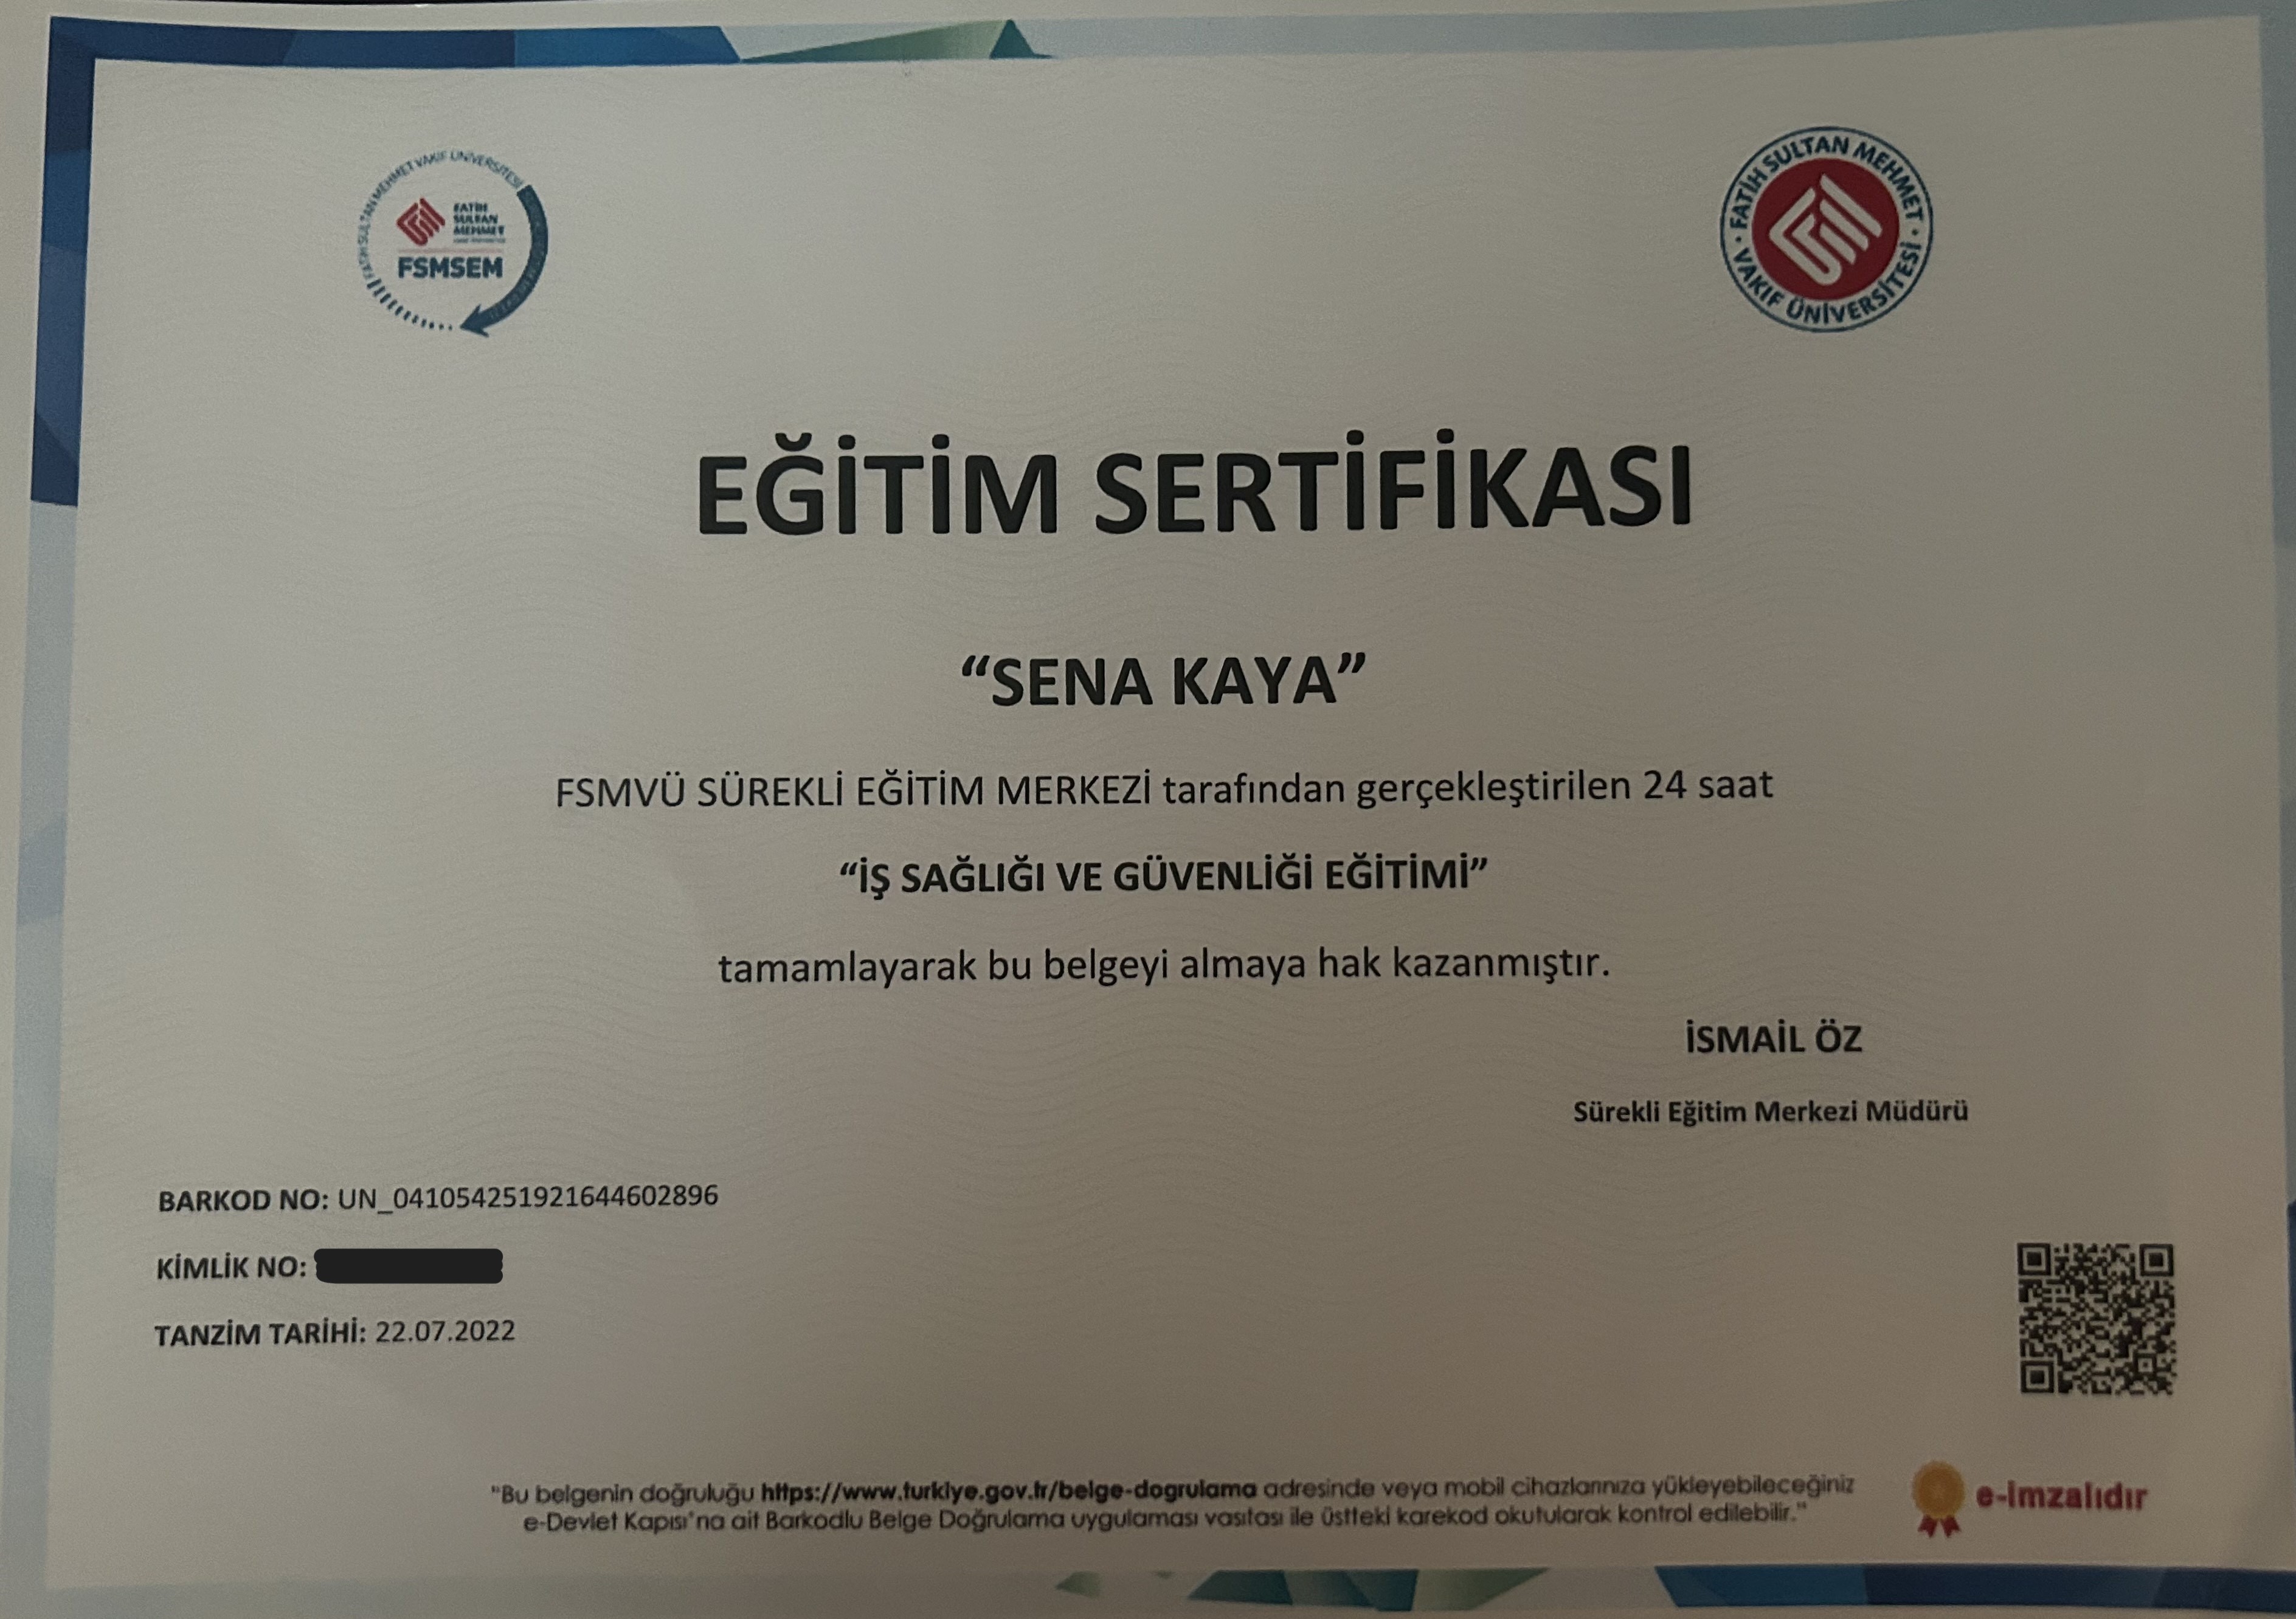 FATİH SULTAN MEHMET VAKIF ÜNİVERSİTESİ
FATİH
SULTAN
MEHMET
FSMSEM
FATİH SULTAN MEHMET
VAKIF ÜNİVERSİTESİ
EĞİTİM SERTİFİKASI
“SENA KAYA”
FSMVÜ SÜREKLİ EĞİTİM MERKEZİ tarafından gerçekleştirilen 24 saat
“İŞ SAĞLIĞI VE GÜVENLİĞİ EĞİTİMİ”
tamamlayarak bu belgeyi almaya hak kazanmıştır.
İSMAİL ÖZ
Sürekli Eğitim Merkezi Müdürü
BARKOD NO: UN_041054251921644602896
KİMLİK NO:
TANZİM TARİHİ: 22.07.2022
"Bu belgenin doğruluğu https://www.turkiye.gov.tr/belge-dogrulama adresinde veya mobil cihazlarınıza yükleyebileceğiniz
e-Devlet Kapısı'na ait Barkodlu Belge Doğrulama uygulaması vasıtası ile üstteki karekod okutularak kontrol edilebilir."
e-imzalıdır